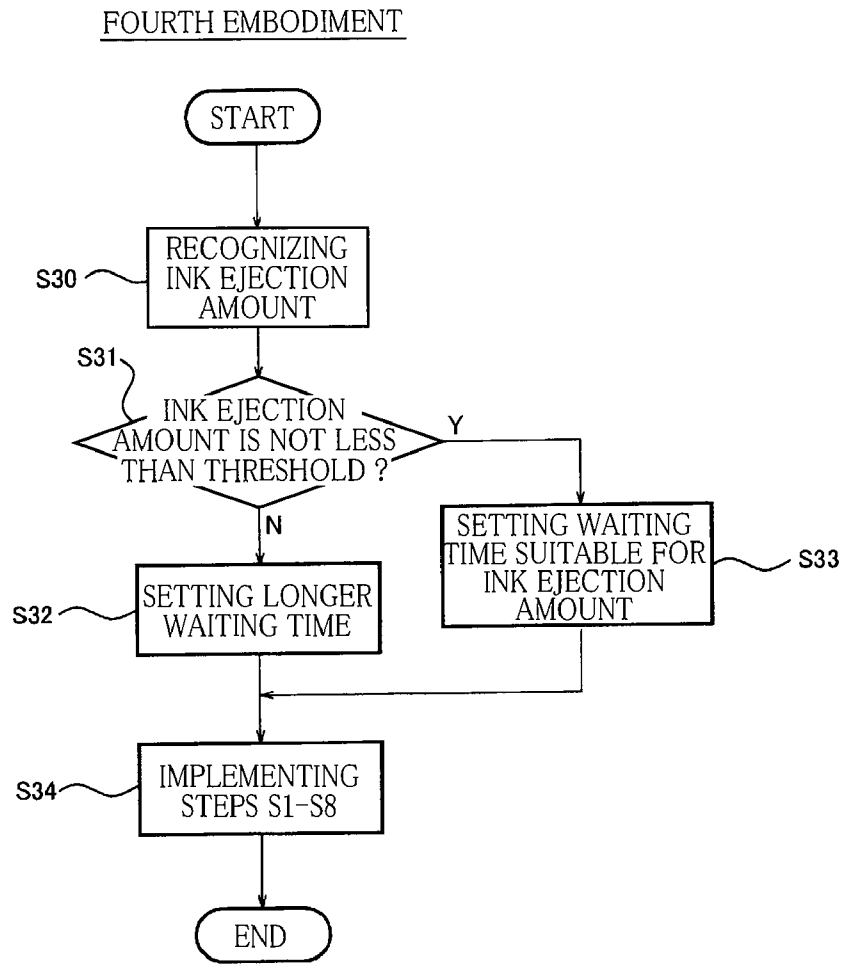 FOURTH EMBODIMENT
START
S30
RECOGNIZING
INK EJECTION
AMOUNT
S31
INK EJECTION
AMOUNT IS NOT LESS
THAN THRESHOLD ?
Y
N
S32
SETTING LONGER
WAITING TIME
SETTING WAITING
TIME SUITABLE FOR
INK EJECTION
AMOUNT
S33
S34
IMPLEMENTING
STEPS S1-S8
END